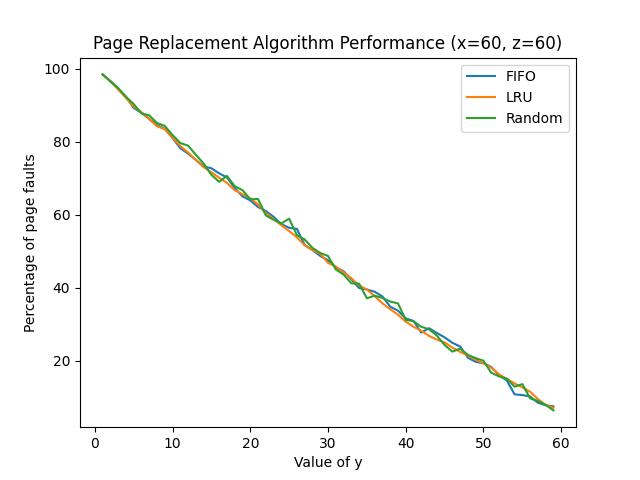 Page Replacement Algorithm Performance (x=60, z=60)
Percentage of page faults
100
80
60
40
20
FIFO
LRU
Random
0 10 20 30 40 50 60
Value of y